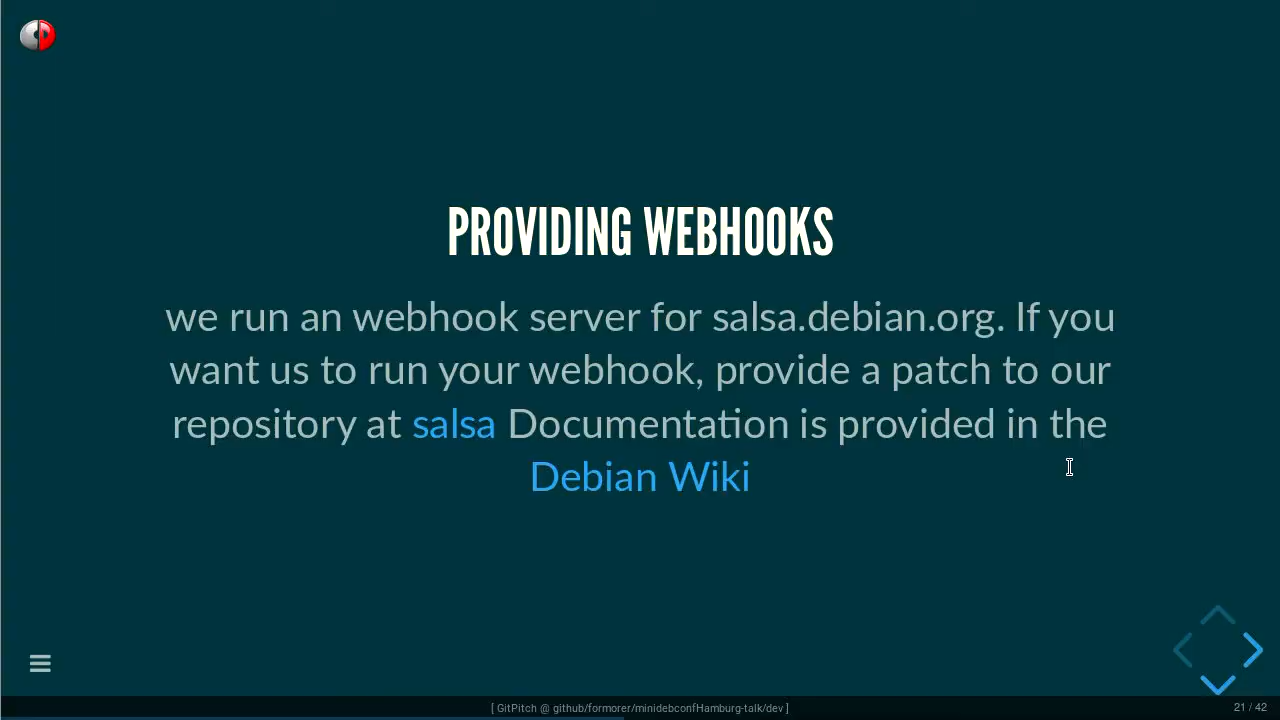 PROVIDING WEBHOOKS
we run an webhook server for salsa.debian.org. If you
want us to run your webhook, provide a patch to our
repository at salsa Documentation is provided in the
Debian Wiki
[ GitPitch @ github/formorer/minidebconfHamburg-talk/dev ]
21 / 42